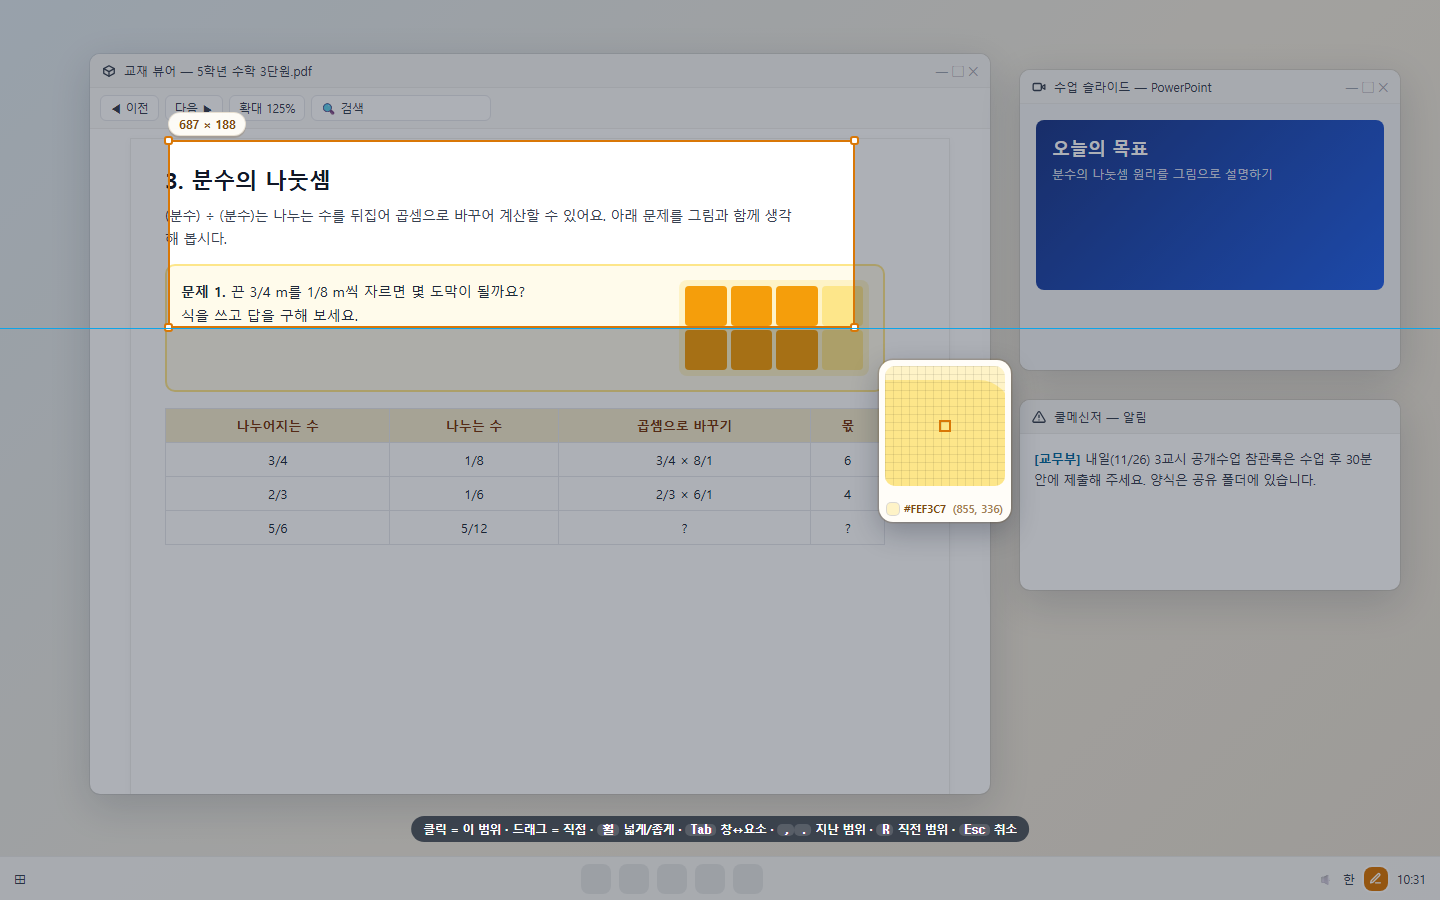 교재 뷰어 — 5학년 수학 3단원.pdf
◀ 이전
다음 ▶
확대 125%
검색
687 × 188
3. 분수의 나눗셈
(분수) ÷ (분수)는 나누는 수를 뒤집어 곱셈으로 바꾸어 계산할 수 있어요. 아래 문제를 그림과 함께 생각
해 봅시다.
문제 1. 끈 3/4 m를 1/8 m씩 자르면 몇 도막이 될까요?
식을 쓰고 답을 구해 보세요.
나누어지는 수 나누는 수 곱셈으로 바꾸기 몫
3/4 1/8 3/4 × 8/1 6
2/3 1/6 2/3 × 6/1 4
5/6 5/12 ? ?
#FEF3C7 (855, 336)
수업 슬라이드 — PowerPoint
오늘의 목표
분수의 나눗셈 원리를 그림으로 설명하기
쿨메신저 — 알림
[교무부] 내일(11/26) 3교시 공개수업 참관록은 수업 후 30분
안에 제출해 주세요. 양식은 공유 폴더에 있습니다.
클릭 = 이 범위 · 드래그 = 직접 · 휠 넓게/좁게 · Tab 창↔요소 · , . 지난 범위 · R 직전 범위 · Esc 취소
한
10:31